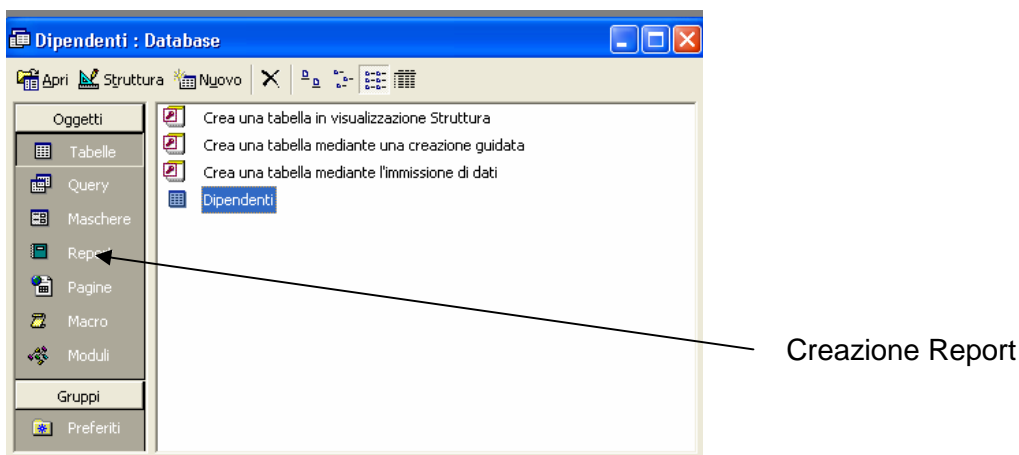 Dipendenti : Database
Apri Struttura Nuovo
Oggetti
Tabelle
Query
Maschere
Report
Pagine
Macro
Moduli
Gruppi
Preferiti
Crea una tabella in visualizzazione Struttura
Crea una tabella mediante una creazione guidata
Crea una tabella mediante l'immissione di dati
Dipendenti
Creazione Report